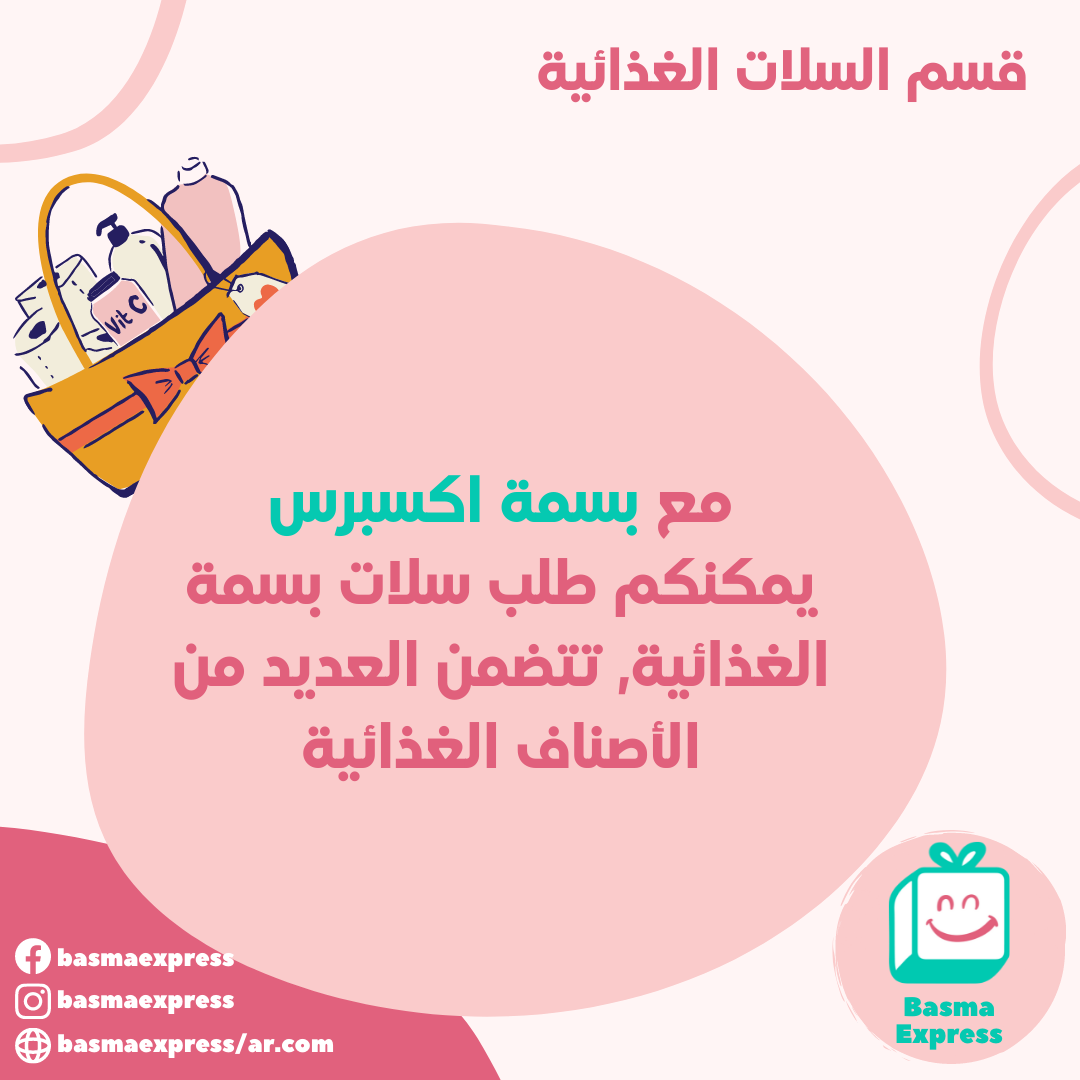 قسم السلات الغذائية
Vit C
مع بسمة اكسبرس
يمكنكم طلب سلات بسمة
الغذائية, تتضمن العديد من
الأصناف الغذائية
basmaexpress
basmaexpress
basmaexpress/ar.com
Basma
Express